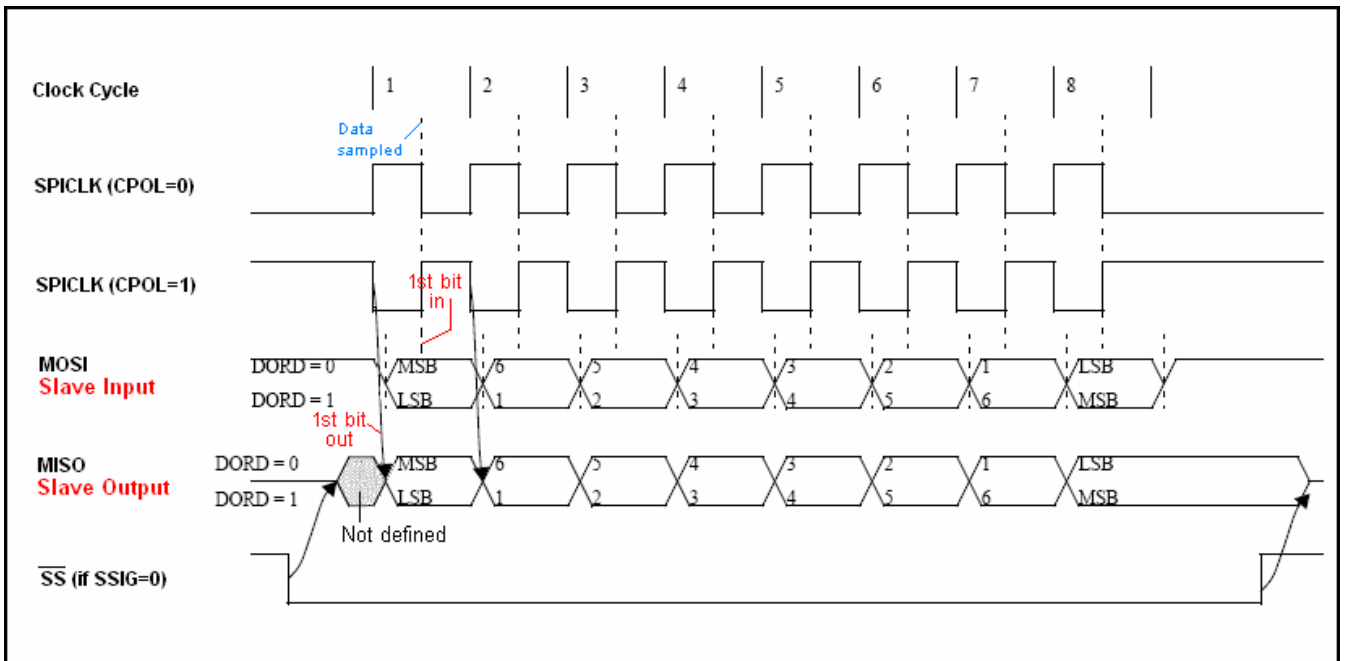 Clock Cycle
1 2 3 4 5 6 7 8
Data
sampled
SPICLK (CPOL=0)
SPICLK (CPOL=1)
1st bit
in
MOSI
Slave Input
DORD = 0 MSB 6 5 4 3 2 1 LSB
DORD = 1 LSB 1 2 3 4 5 6 MSB
1st bit
out
MISO
Slave Output
DORD = 0 MSB 6 5 4 3 2 1 LSB
DORD = 1 LSB 1 2 3 4 5 6 MSB
Not defined
SS (if SSIG=0)